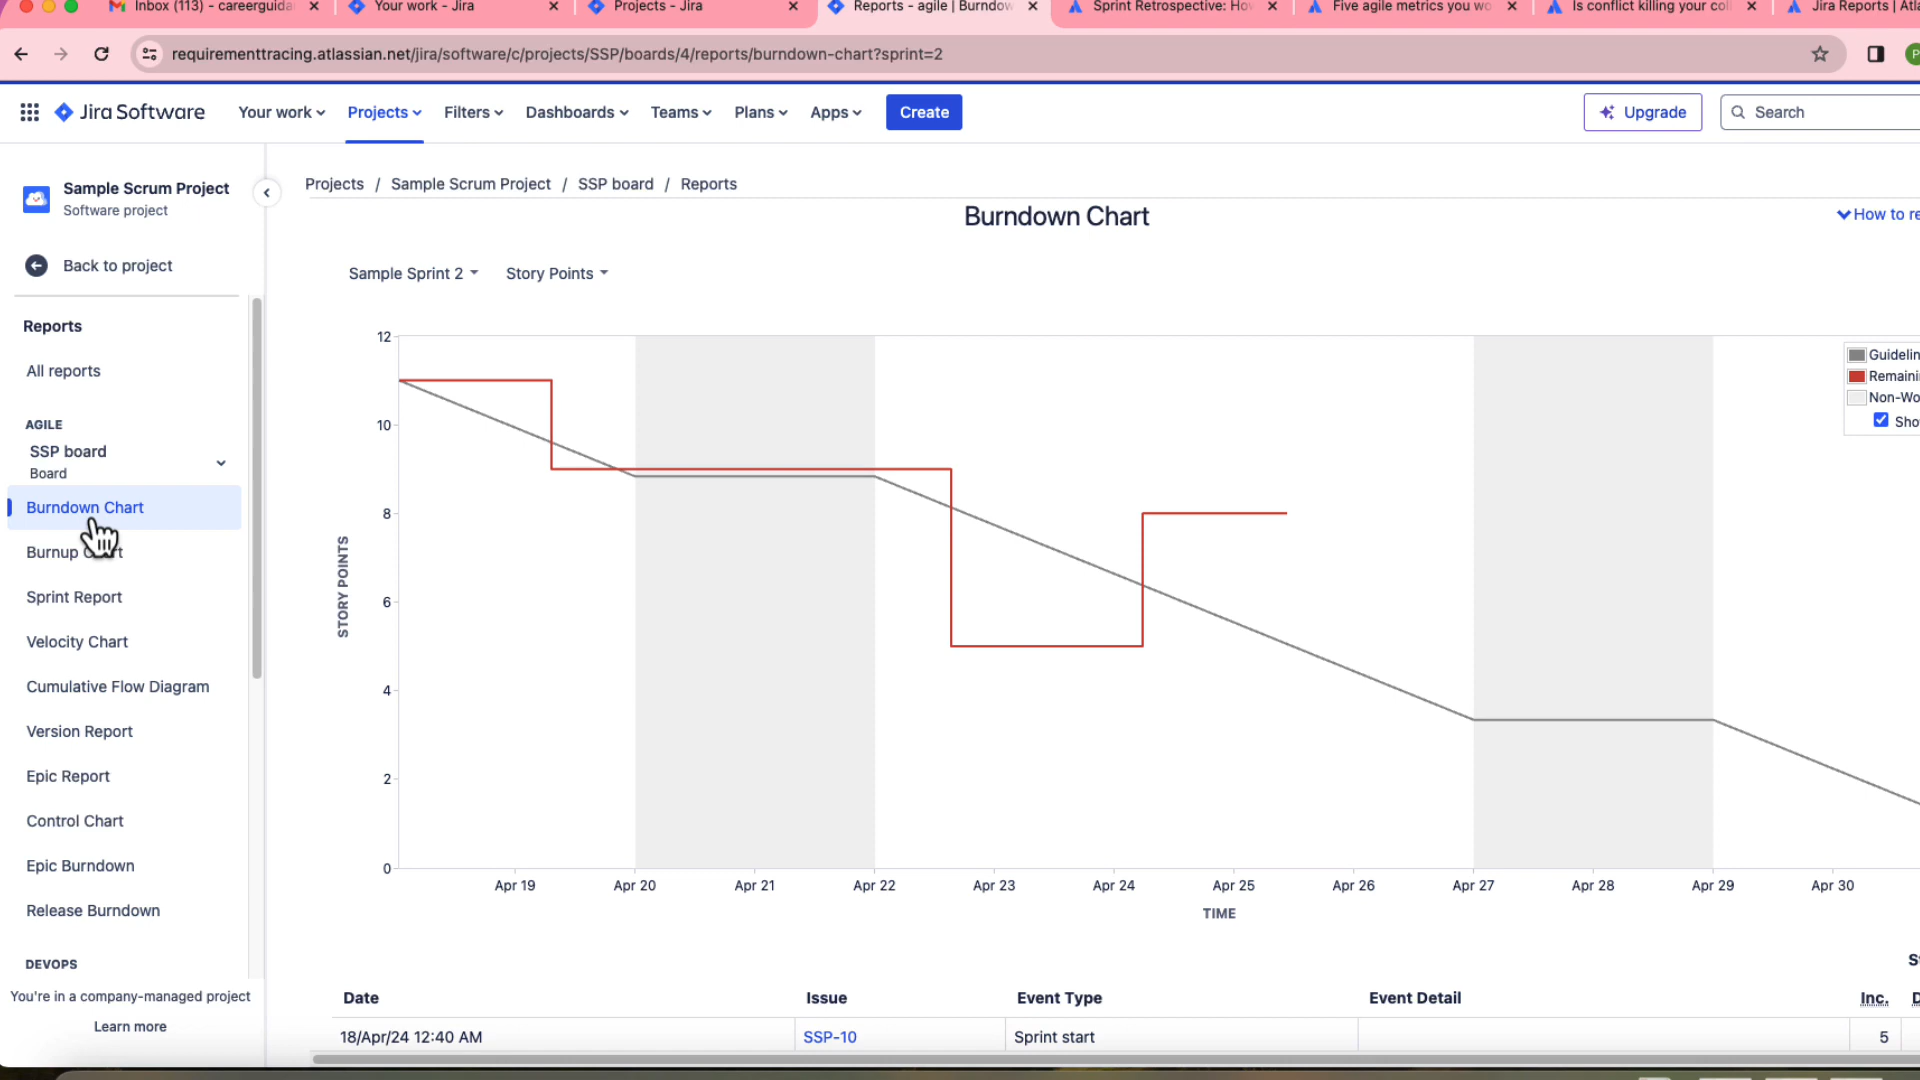 Inbox (113) - careerguida
Your work - Jira
Projects - Jira
Reports - agile | Burndow
Sprint Retrospective: Ho
Five agile metrics you wo
Is conflict killing your col
Jira Reports | Atla
requirementtracing.atlassian.net/jira/software/c/projects/SSP/boards/4/reports/burndown-chart?sprint=2
P
Jira Software
Your work
Projects
Filters
Dashboards
Teams
Plans
Apps
Create
Upgrade
Search
Sample Scrum Project
Software project
Back to project
Reports
All reports
AGILE
SSP board
Board
Burndown Chart
Burnup Chart
Sprint Report
Velocity Chart
Cumulative Flow Diagram
Version Report
Epic Report
Control Chart
Epic Burndown
Release Burndown
DEVOPS
You're in a company-managed project
Learn more
Projects / Sample Scrum Project / SSP board / Reports
Burndown Chart
How to re
Sample Sprint 2
Story Points
12
10
8
6
4
2
0
STORY POINTS
Guidelin
Remaini
Non-Wo
Sho
Apr 19 Apr 20 Apr 21 Apr 22 Apr 23 Apr 24 Apr 25 Apr 26 Apr 27 Apr 28 Apr 29 Apr 30
TIME
Date Issue Event Type Event Detail Inc.
18/Apr/24 12:40 AM SSP-10 Sprint start 5